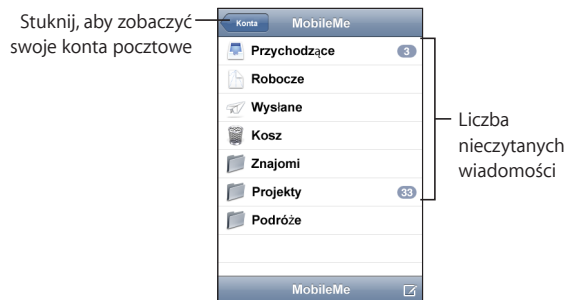 Stuknij, aby zobaczyć
swoje konta pocztowe
Konta
MobileMe
Przychodzące 3
Robocze
Wysłane
Kosz
Znajomi
Projekty 33
Podróże
MobileMe
Liczba
nieczytanych
wiadomości